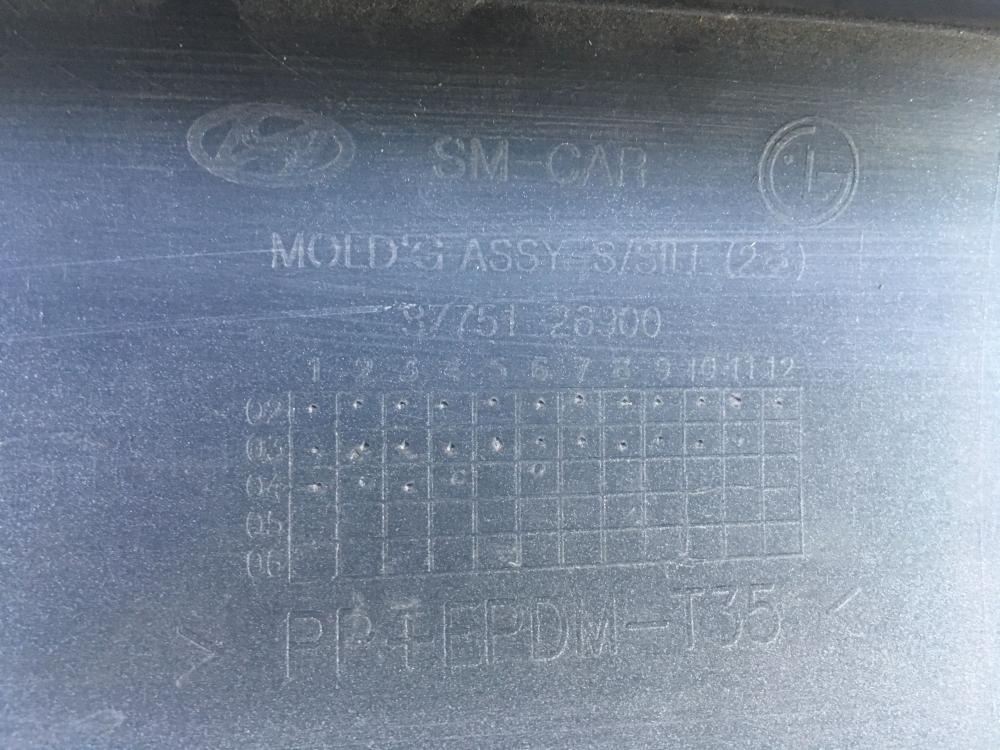 SM-CAR
MOLD'G ASSY-S/SILL
87751 26900
1 2 3 4 5 6 7 8 9 10 11 12
02
03
04
05
06
>PP+EPDM-T35<